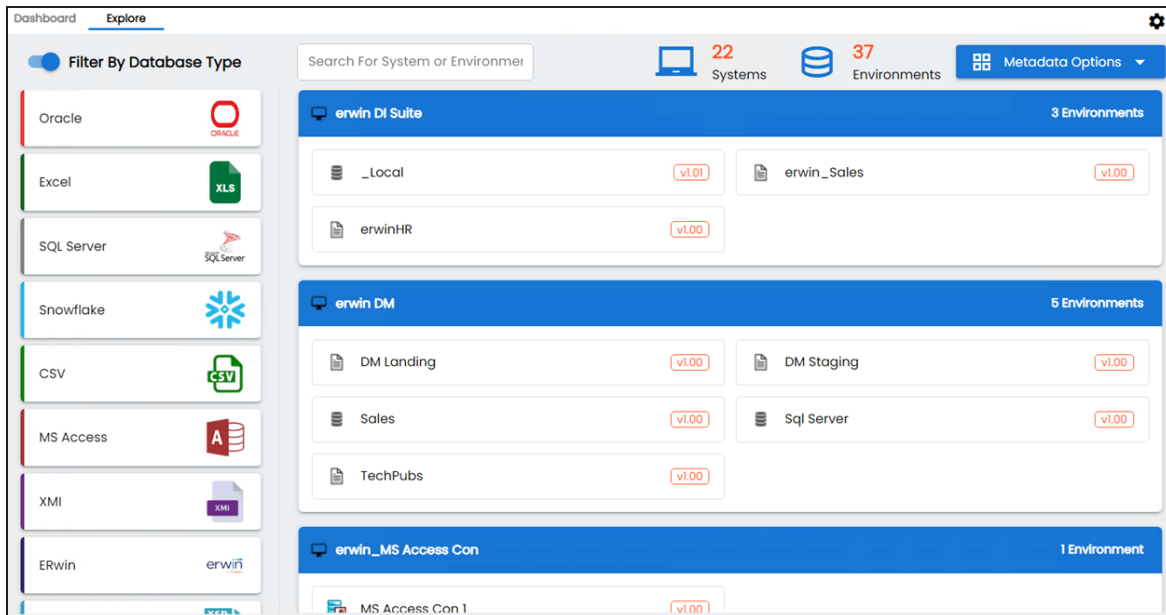 Dashboard Explore
Filter By Database Type
Search For System or Environmen
22
Systems
37
Environments
Metadata Options
Oracle
ORACLE
Excel
XLS
SQL Server
SQL Server
Snowflake
CSV
CSV
MS Access
A
XMI
XMI
ERwin
erwin
erwin DI Suite 3 Environments
_Local v1.01
erwin_Sales v1.00
erwinHR v1.00
erwin DM 5 Environments
DM Landing v1.00
DM Staging v1.00
Sales v1.00
Sql Server v1.00
TechPubs v1.00
erwin_MS Access Con 1 Environment
MS Access Con 1 v1.00